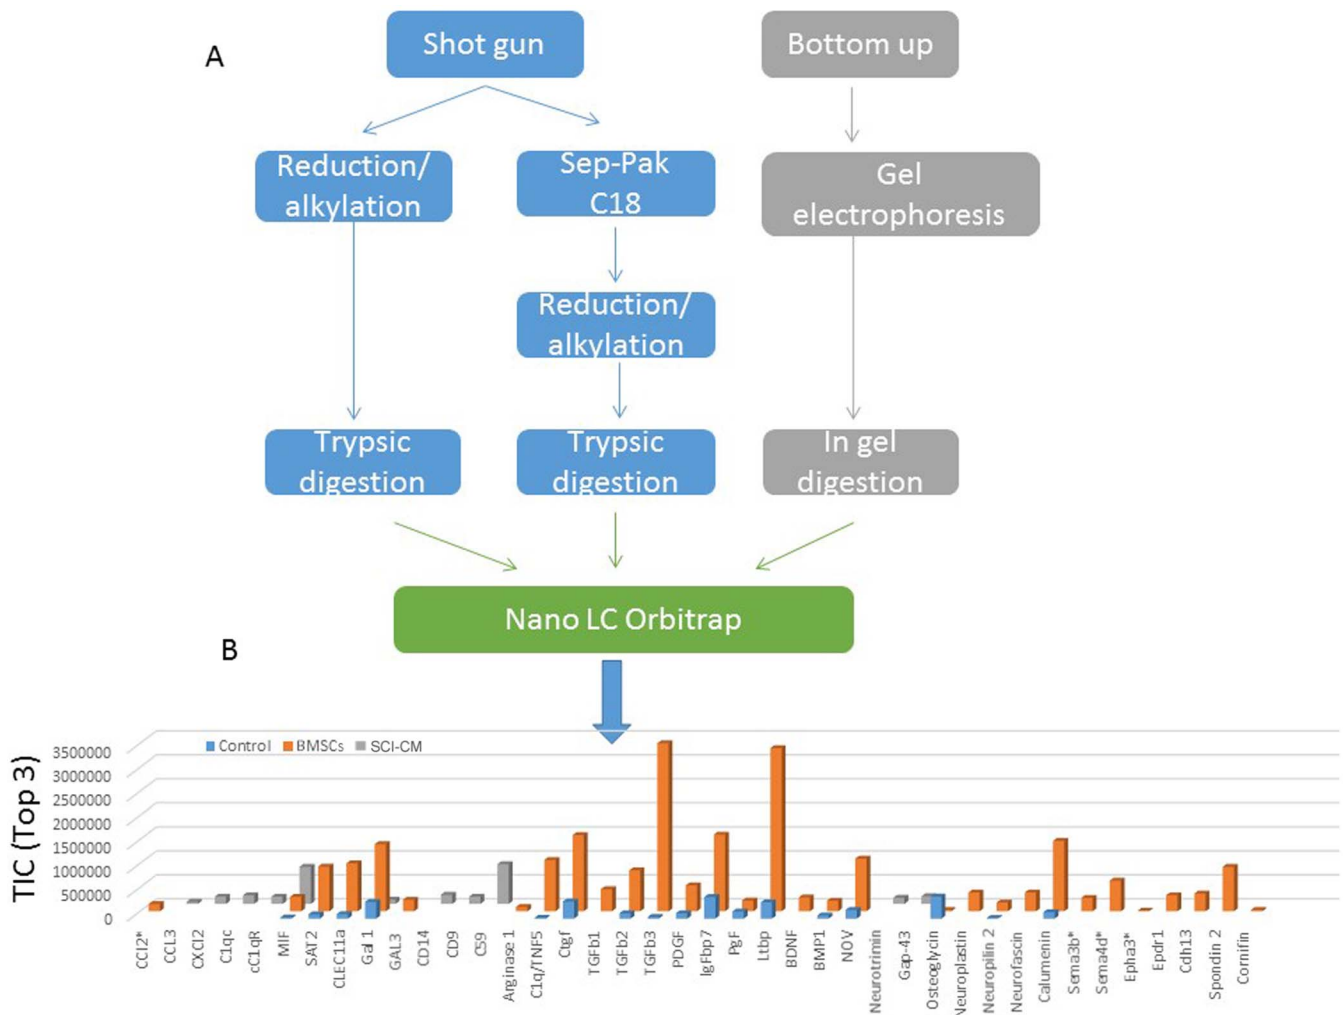 A
Shot gun
Bottom up
Reduction/
alkylation
Sep-Pak
C18
Gel
electrophoresis
Reduction/
alkylation
Trypsic
digestion
Trypsic
digestion
In gel
digestion
Nano LC Orbitrap
B
Control
BMSCs
SCI-CM
TIC (Top 3)
3500000
3000000
2500000
2000000
1500000
1000000
500000
0
CCl2*
CCL3
CXCl2
C1qc
cC1qR
MIF
SAT2
CLEC11a
Gal 1
GAL3
CD14
CD9
C59
Arginase 1
C1q/TNF5
Ctgf
TGFb1
TGFb2
TGFb3
PDGF
IgFbp7
PgF
Ltbp
BDNF
BMP1
NOV
Neurotrimin
Gap-43
Osteoglycin
Neuroplastin
Neuropilin 2
Neurofascin
Calumenin
Sema3b*
Sema4d*
Epha3*
Epdr1
Cdh13
Spondin 2
Cornifin